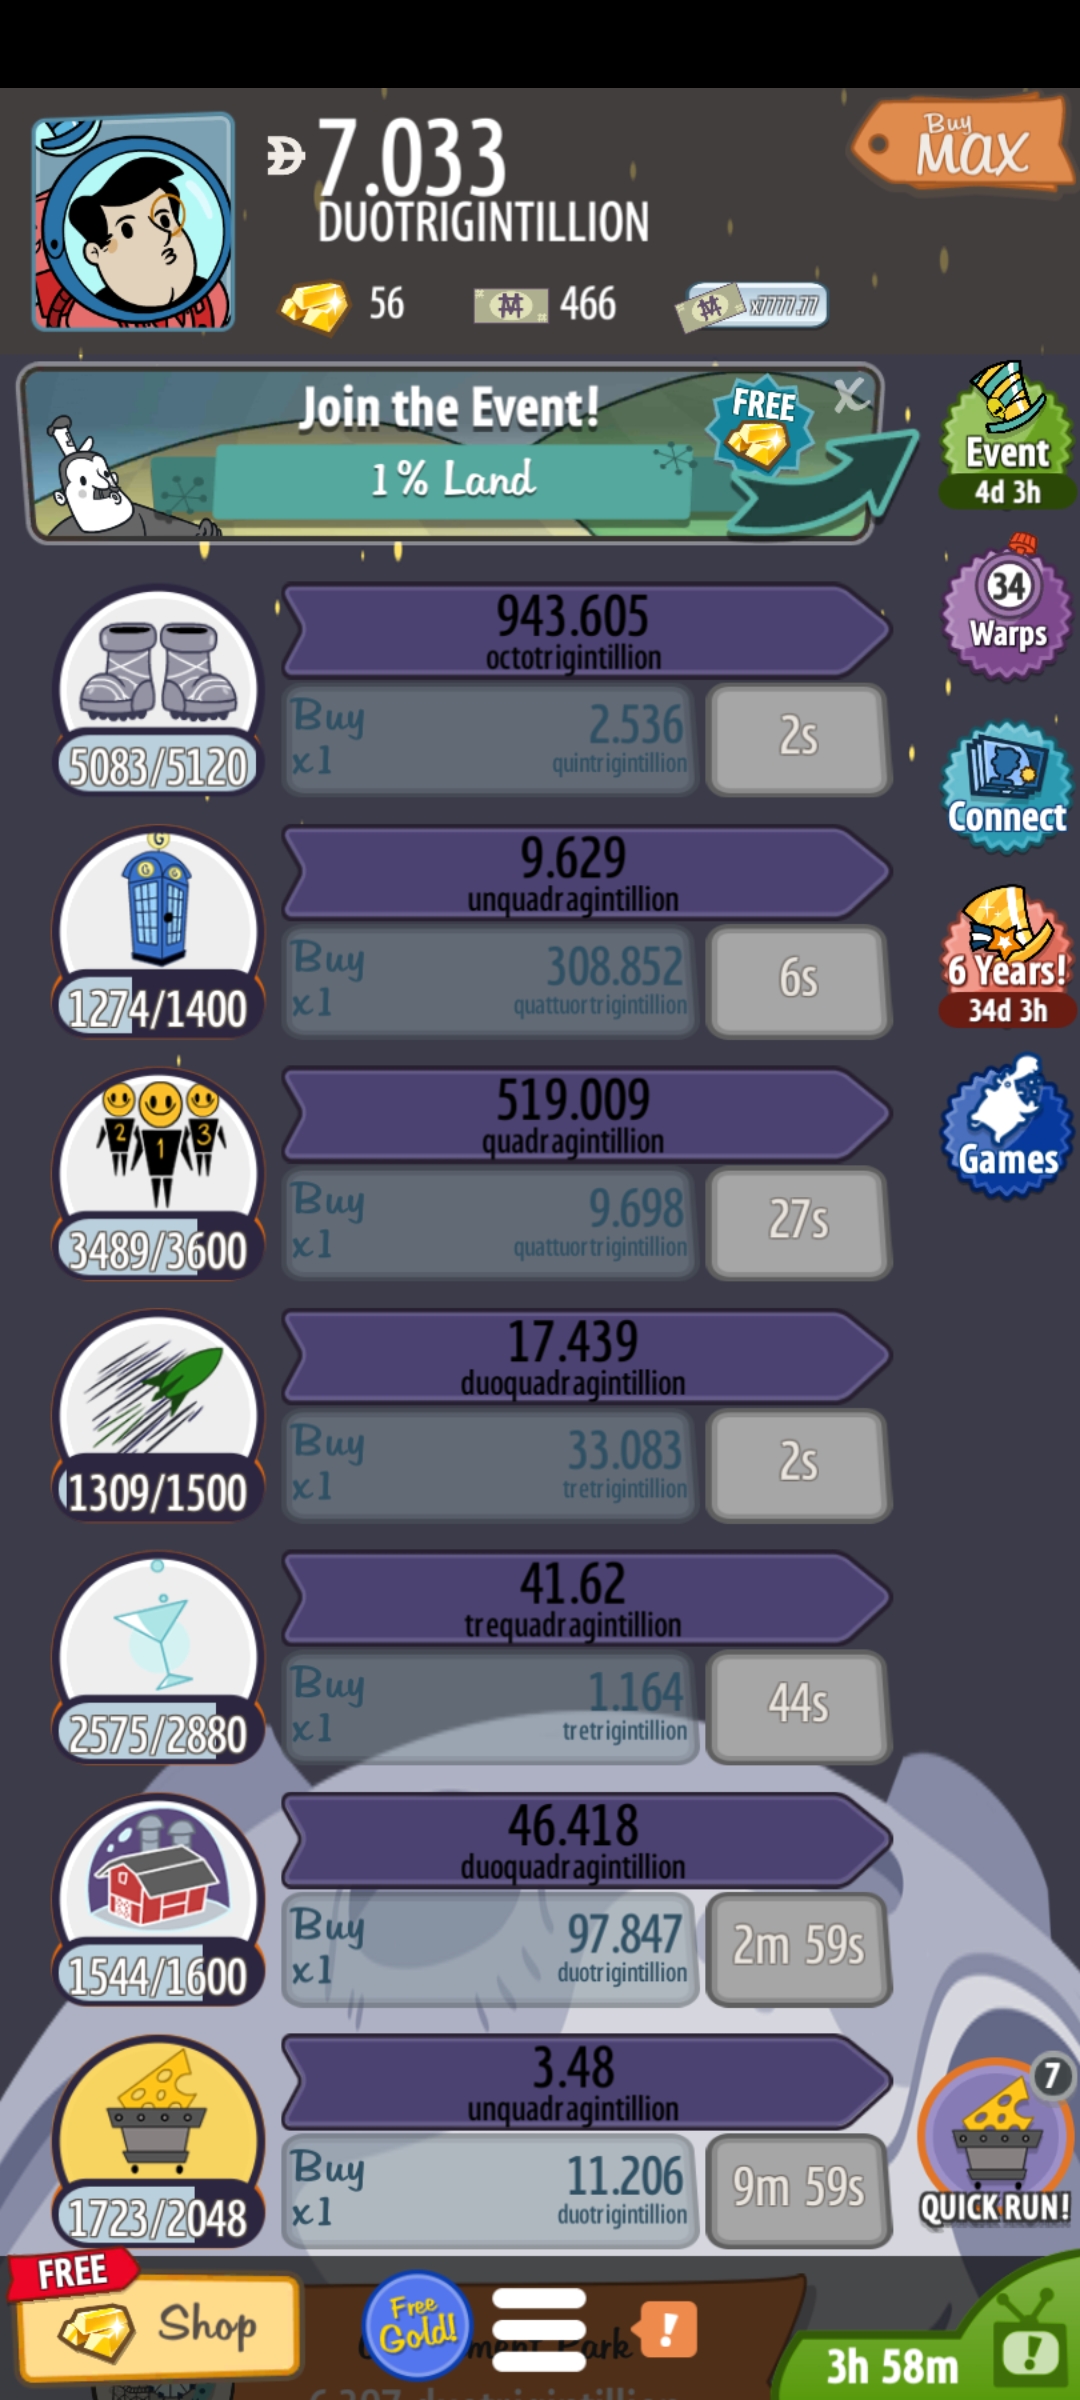 7.033
DUOTRIGINTILLION
Buy
Max
56
466
x7777.77
Join the Event!
1% Land
FREE
X
Event
4d 3h
943.605
octotrigintillion
34
Warps
Buy
x1
2.536
quintrigintillion
2s
5083/5120
Connect
9.629
unquadragintillion
G
G
G
Buy
x1
308.852
quattuortrigintillion
6s
1274/1400
6 Years!
34d 3h
519.009
quadragintillion
2
1
3
Buy
x1
9.698
quattuortrigintillion
27s
3489/3600
Games
17.439
duoquadragintillion
Buy
x1
33.083
tretrigintillion
2s
1309/1500
41.62
trequadragintillion
Buy
x1
1.164
tretrigintillion
44s
2575/2880
46.418
duoquadragintillion
Buy
x1
97.847
duotrigintillion
2m 59s
1544/1600
3.48
unquadragintillion
7
Buy
x1
11.206
duotrigintillion
9m 59s
1723/2048
QUICK RUN!
FREE
Shop
Free
Gold!
Park
!
3h 58m
!
duotrigintillion